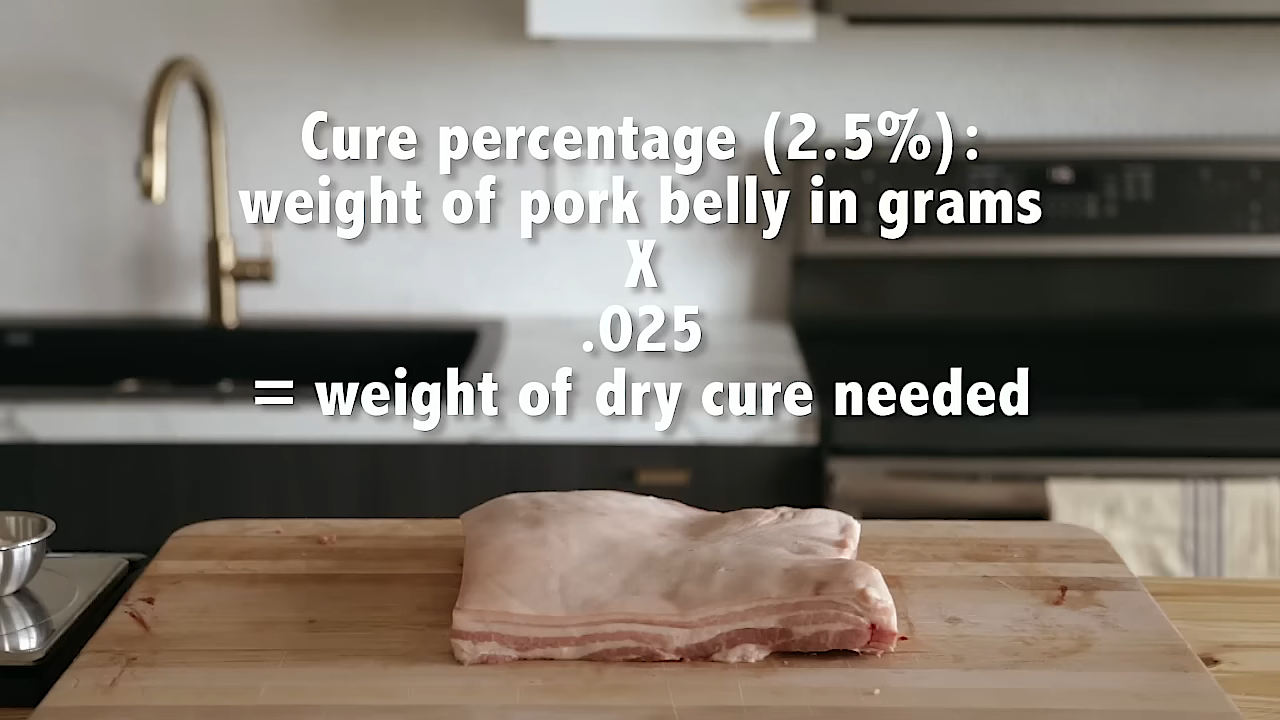 Cure percentage (2.5%):
weight of pork belly in grams
X
.025
= weight of dry cure needed